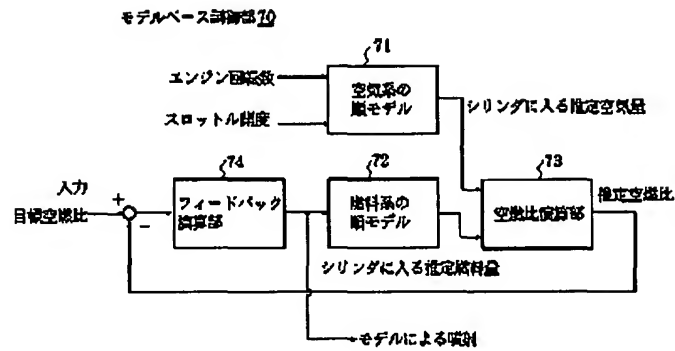 モデルベース制御部70
71
エンジン回転数
空気系の
順モデル
スロットル開度
シリンダに入る推定空気量
74
72
73
入力
目標空燃比
+
−
フィードバック
演算部
燃料系の
順モデル
空燃比演算部
推定空燃比
シリンダに入る推定燃料量
モデルによる噴射